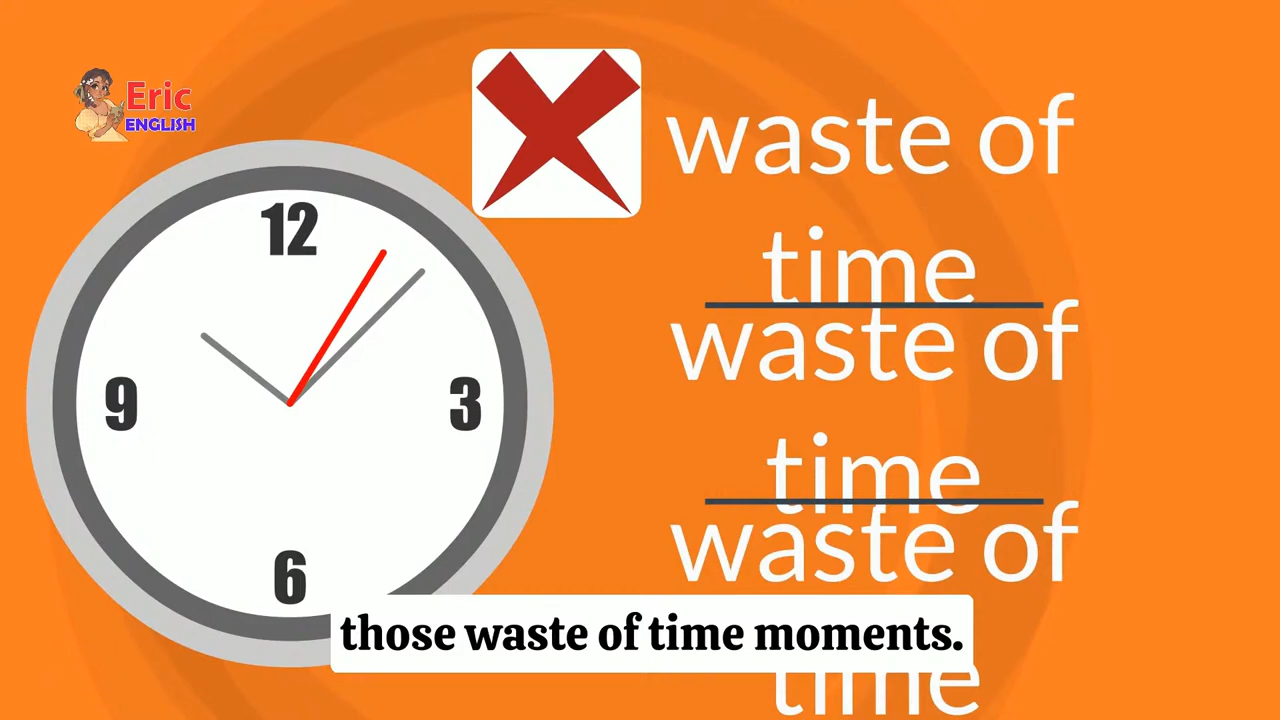 Eric
ENGLISH
12
9
3
6
waste of
time
waste of
time
waste of
time
those waste of time moments.